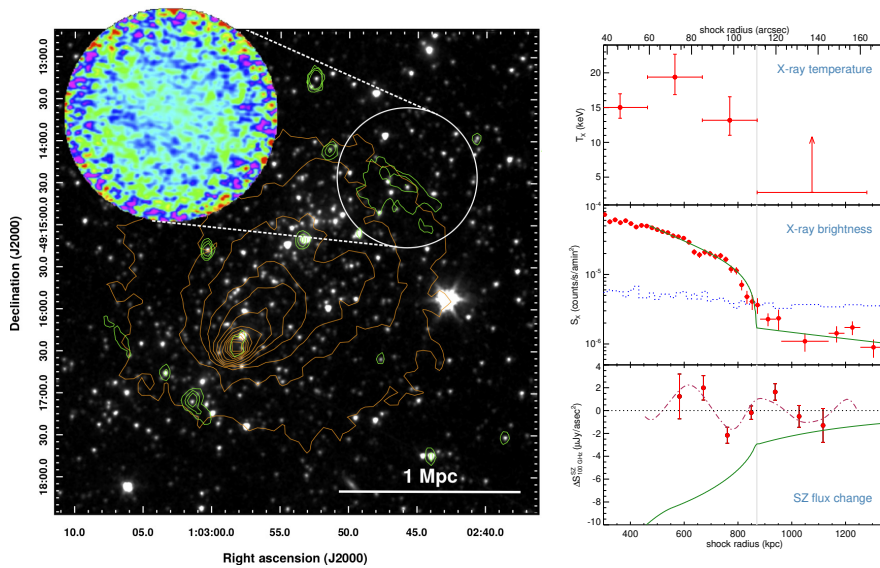 13:00.0
30.0
14:00.0
30.0
-49:15:00.0
30.0
16:00.0
30.0
17:00.0
30.0
18:00.0
Declination (J2000)
1 Mpc
10.0 05.0 1:03:00.0 55.0 50.0 45.0 02:40.0
Right ascension (J2000)
shock radius (arcsec)
40 60 80 100 120 140 160
X-ray temperature
20
15
10
5
T_X (keV)
X-ray brightness
10^-4
10^-5
10^-6
S_X (counts/s/amin²)
4
2
0
-2
-4
-6
-8
-10
ΔS^SZ_100 GHz (μJy/asec²)
SZ flux change
400 600 800 1000 1200
shock radius (kpc)